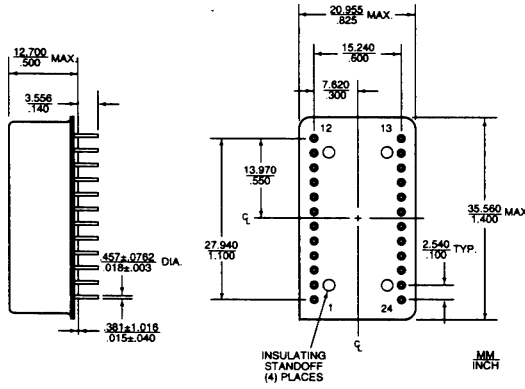 20.955 MAX.
.825
12.700 MAX.
.500
15.240
.600
3.556
.140
7.620
.300
12
13
13.970
.550
35.560 MAX
1.400
27.940
1.100
2.540 TYP.
.100
.457±.0762 DIA.
.018±.003
.381±1.016
.015±.040
1
24
INSULATING
STANDOFF
(4) PLACES
MM
INCH